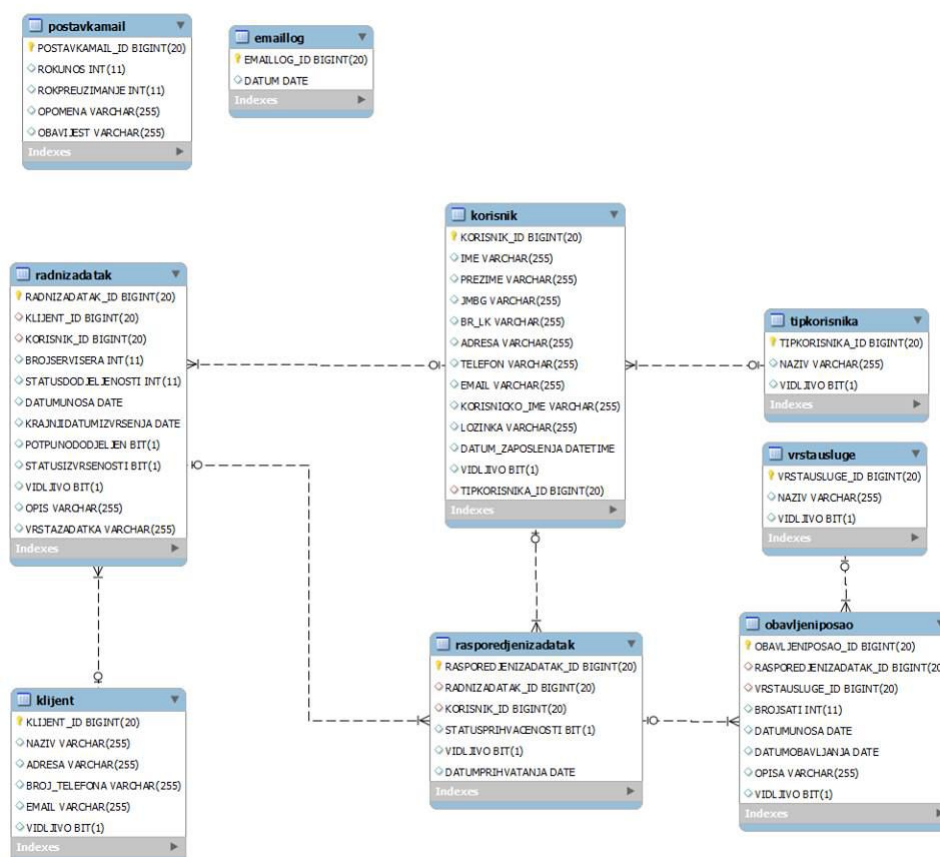 postavkamail
POSTAVKAMAIL_ID BIGINT(20)
ROKUNOS INT(11)
ROKPREUZIMANJE INT(11)
OPOMENA VARCHAR(255)
OBAVIJEST VARCHAR(255)
Indexes
emaillog
EMAILLOG_ID BIGINT(20)
DATUM DATE
Indexes
korisnik
KORISNIK_ID BIGINT(20)
IME VARCHAR(255)
PREZIME VARCHAR(255)
JMBG VARCHAR(255)
BR_LK VARCHAR(255)
ADRESA VARCHAR(255)
TELEFON VARCHAR(255)
EMAIL VARCHAR(255)
KORISNICKO_IME VARCHAR(255)
LOZINKA VARCHAR(255)
DATUM_ZAPOSLENJA DATETIME
VIDLJIVO BIT(1)
TIPKORISNIKA_ID BIGINT(20)
Indexes
radnizadatak
RADNIZADATAK_ID BIGINT(20)
KLIJENT_ID BIGINT(20)
KORISNIK_ID BIGINT(20)
BROJSERVISERA INT(11)
STATUSDODJELJENOSTI INT(11)
DATUMUNOSA DATE
KRAJNJIDATUMIZVRSENJA DATE
POTPUNODODJELJEN BIT(1)
STATUSIZVRSENOSTI BIT(1)
VIDLJIVO BIT(1)
OPIS VARCHAR(255)
VRSTAZADATKA VARCHAR(255)
Indexes
tipkorisnika
TIPKORISNIKA_ID BIGINT(20)
NAZIV VARCHAR(255)
VIDLJIVO BIT(1)
Indexes
vrstausluge
VRSTAUSLUGE_ID BIGINT(20)
NAZIV VARCHAR(255)
VIDLJIVO BIT(1)
Indexes
rasporedjenizadatak
RASPOREDJENIZADATAK_ID BIGINT(20)
RADNIZADATAK_ID BIGINT(20)
KORISNIK_ID BIGINT(20)
STATUSPRIHVACENOSTI BIT(1)
VIDLJIVO BIT(1)
DATUMPRIHVATANJA DATE
Indexes
obavljeniposao
OBAVLJENIPOSAO_ID BIGINT(20)
RASPOREDJENIZADATAK_ID BIGINT(20
VRSTAUSLUGE_ID BIGINT(20)
BROJSATI INT(11)
DATUMUNOSA DATE
DATUMOBAVLJANJA DATE
OPISA VARCHAR(255)
VIDLJIVO BIT(1)
Indexes
klijent
KLIJENT_ID BIGINT(20)
NAZIV VARCHAR(255)
ADRESA VARCHAR(255)
BROJ_TELEFONA VARCHAR(255)
EMAIL VARCHAR(255)
VIDLJIVO BIT(1)
Indexes